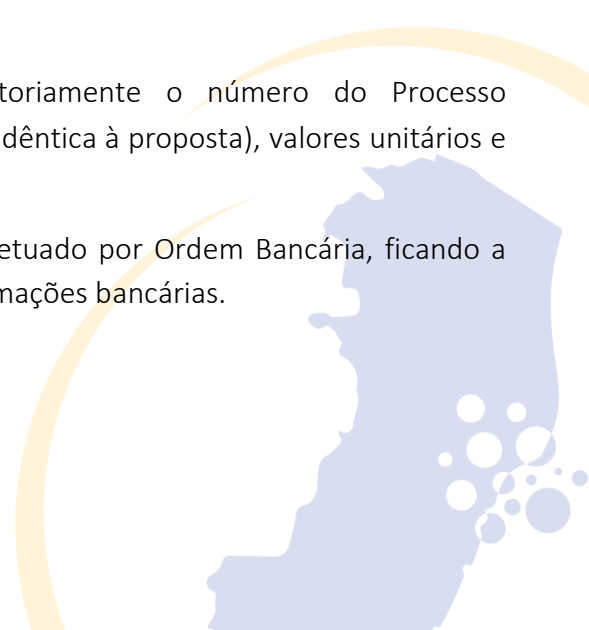 toriamente o número do Processo
dêntica à proposta), valores unitários e
etuado por Ordem Bancária, ficando a
mações bancárias.